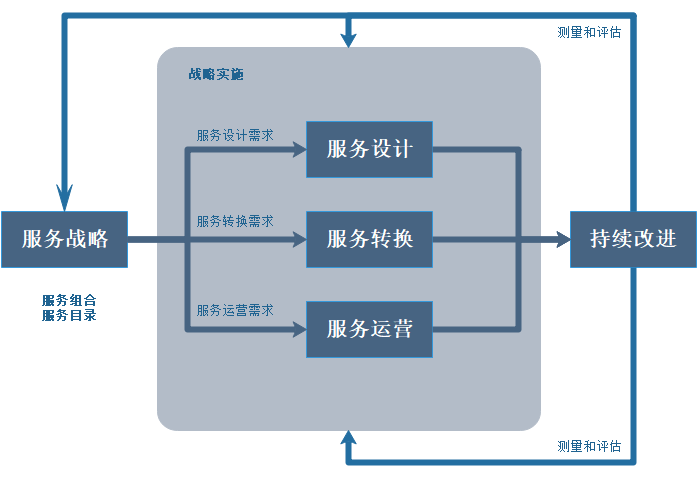 测量和评估
战略实施
服务设计需求
服务设计
服务战略
服务转换需求
服务转换
持续改进
服务组合
服务目录
服务运营需求
服务运营
测量和评估